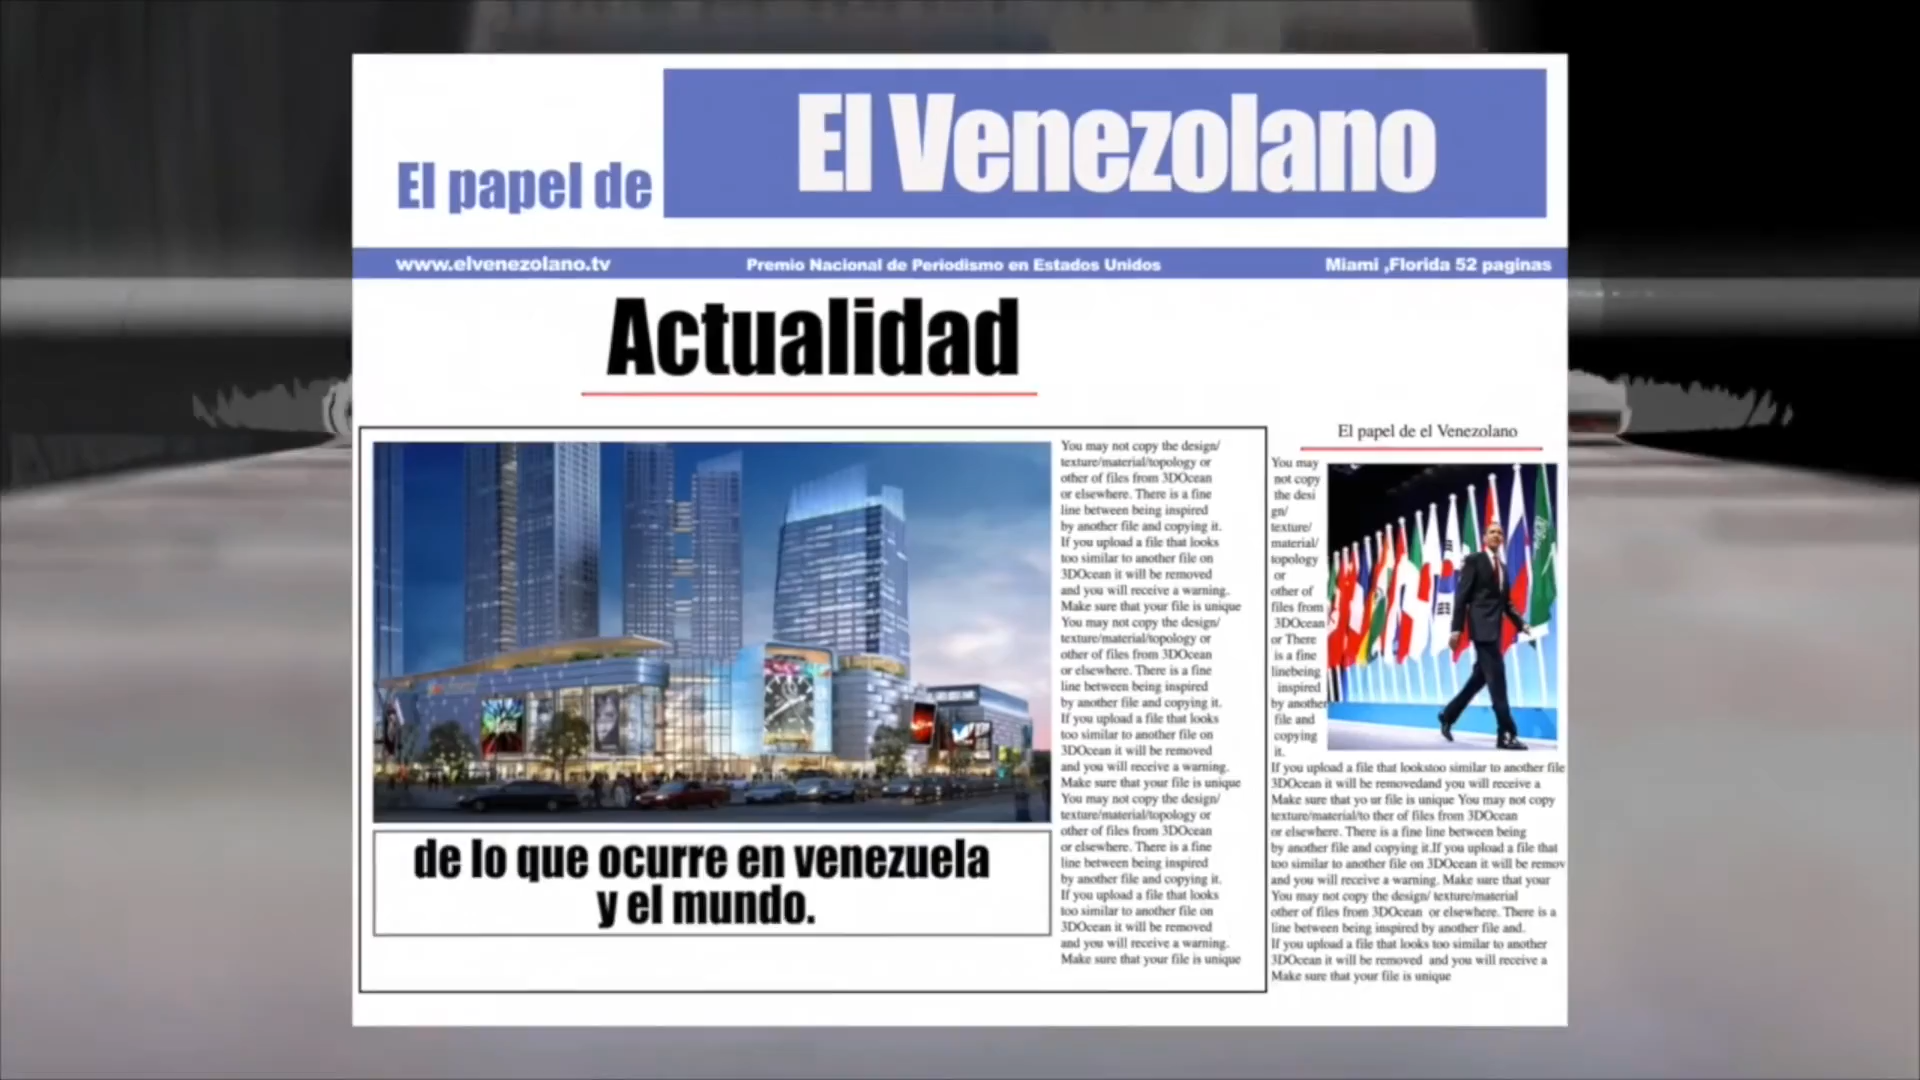 El papel de
El Venezolano
www.elvenezolano.tv
Premio Nacional de Periodismo en Estados Unidos
Miami ,Florida 52 paginas
Actualidad
de lo que ocurre en venezuela
y el mundo.
You may not copy the design/
texture/material/topology or
other of files from 3DOcean
or elsewhere. There is a fine
line between being inspired
by another file and copying it.
If you upload a file that looks
too similar to another file on
3DOcean it will be removed
and you will receive a warning.
Make sure that your file is unique
You may not copy the design/
texture/material/topology or
other of files from 3DOcean
or elsewhere. There is a fine
line between being inspired
by another file and copying it.
If you upload a file that looks
too similar to another file on
3DOcean it will be removed
and you will receive a warning.
Make sure that your file is unique
You may not copy the design/
texture/material/topology or
other of files from 3DOcean
or elsewhere. There is a fine
line between being inspired
by another file and copying it.
If you upload a file that looks
too similar to another file on
3DOcean it will be removed
and you will receive a warning.
Make sure that your file is unique
El papel de el Venezolano
You may
not copy
the desi
gn/
texture/
material/
topology
or
other of
files from
3DOcean
or There
is a fine
linebeing
inspired
by another
file and
copying
it.
If you upload a file that lookstoo similar to another file
3DOcean it will be removedand you will receive a
Make sure that yo ur file is unique You may not copy
texture/material/to ther of files from 3DOcean
or elsewhere. There is a fine line between being
by another file and copying it.If you upload a file that
too similar to another file on 3DOcean it will be remov
and you will receive a warning. Make sure that your
You may not copy the design/ texture/material
other of files from 3DOcean or elsewhere. There is a
line between being inspired by another file and.
If you upload a file that looks too similar to another
3DOcean it will be removed and you will receive a
Make sure that your file is unique